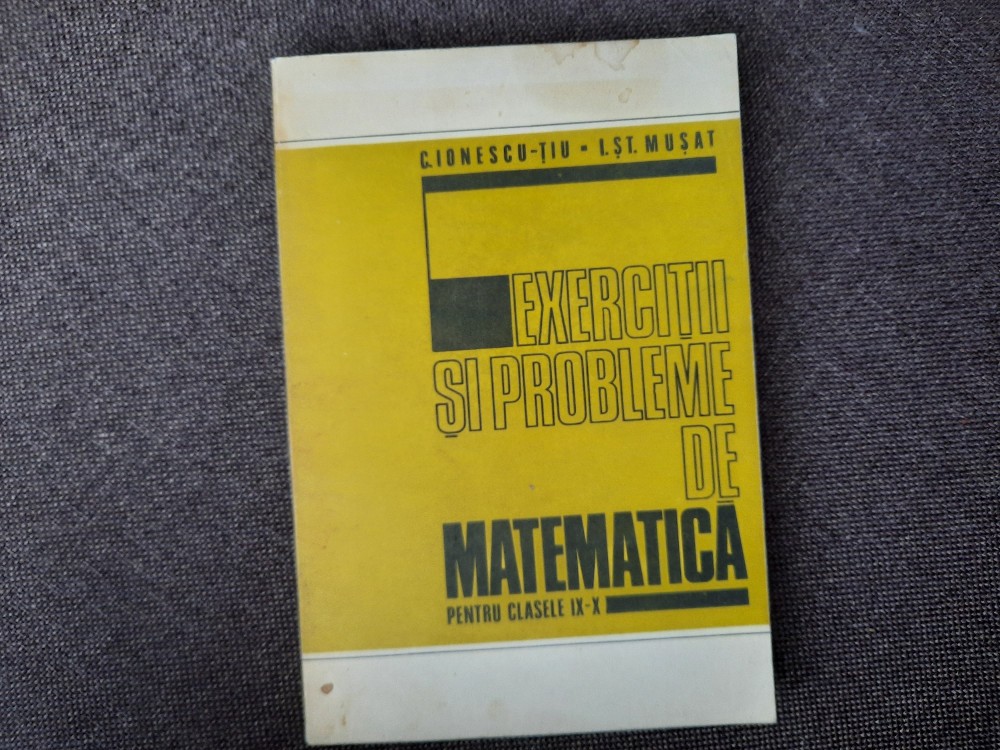 C. IONESCU-ȚIU ▪ I. ȘT. MUȘAT
EXERCIȚII
ȘI PROBLEME
DE
MATEMATICĂ
PENTRU CLASELE IX-X